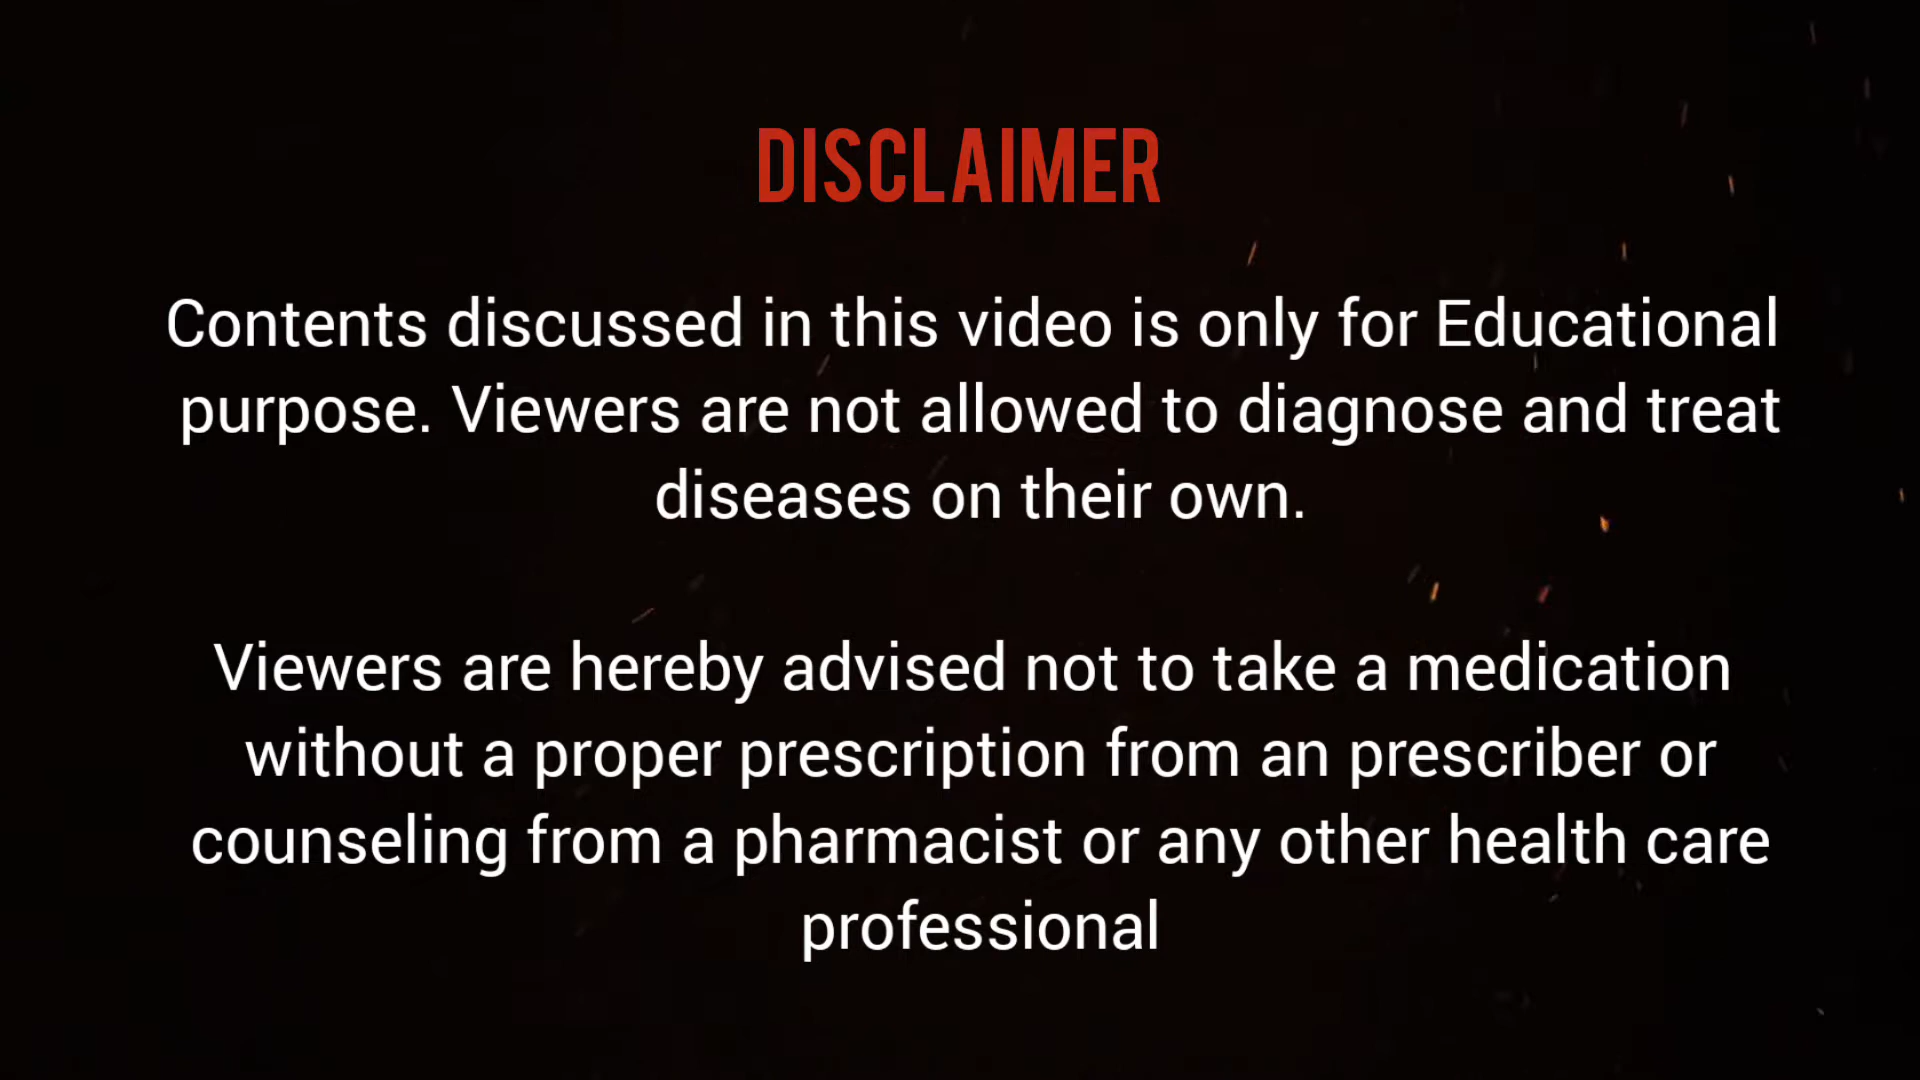 DISCLAIMER
Contents discussed in this video is only for Educational
purpose. Viewers are not allowed to diagnose and treat
diseases on their own.
Viewers are hereby advised not to take a medication
without a proper prescription from an prescriber or
counseling from a pharmacist or any other health care
professional